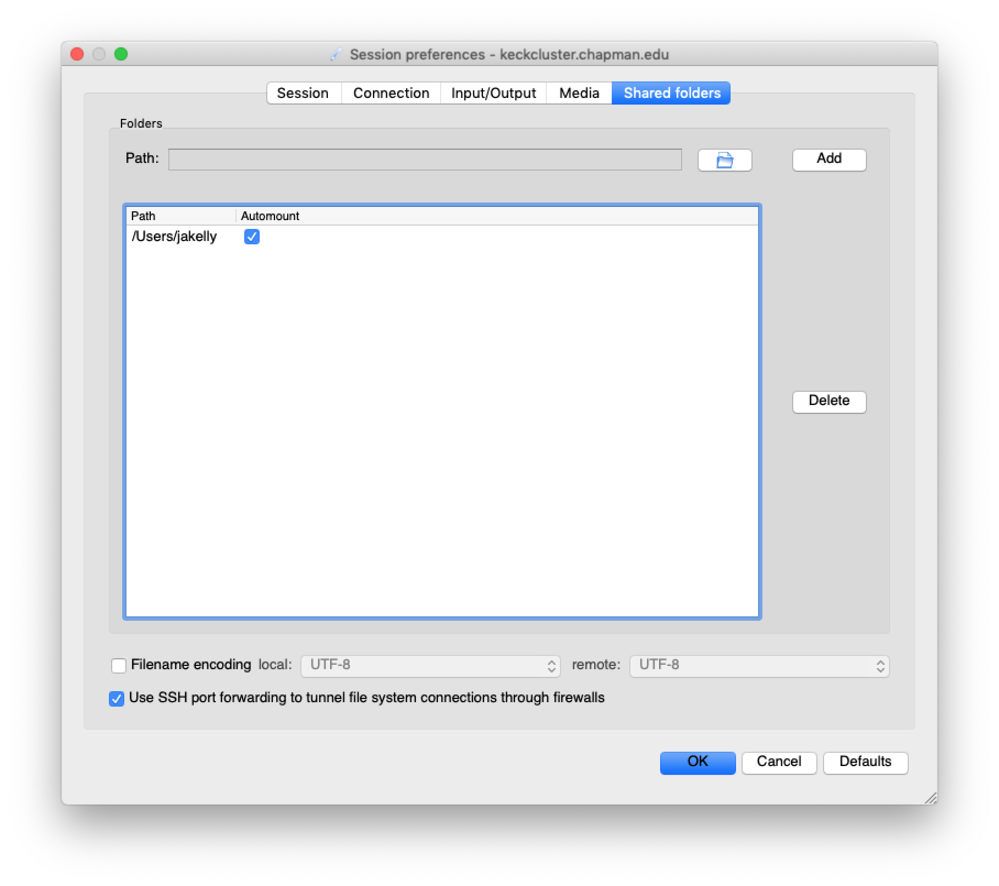 Session preferences - keckcluster.chapman.edu
Session Connection Input/Output Media Shared folders
Folders
Path: Add
Path Automount
/Users/jakelly
Delete
Filename encoding local: UTF-8 remote: UTF-8
Use SSH port forwarding to tunnel file system connections through firewalls
OK Cancel Defaults